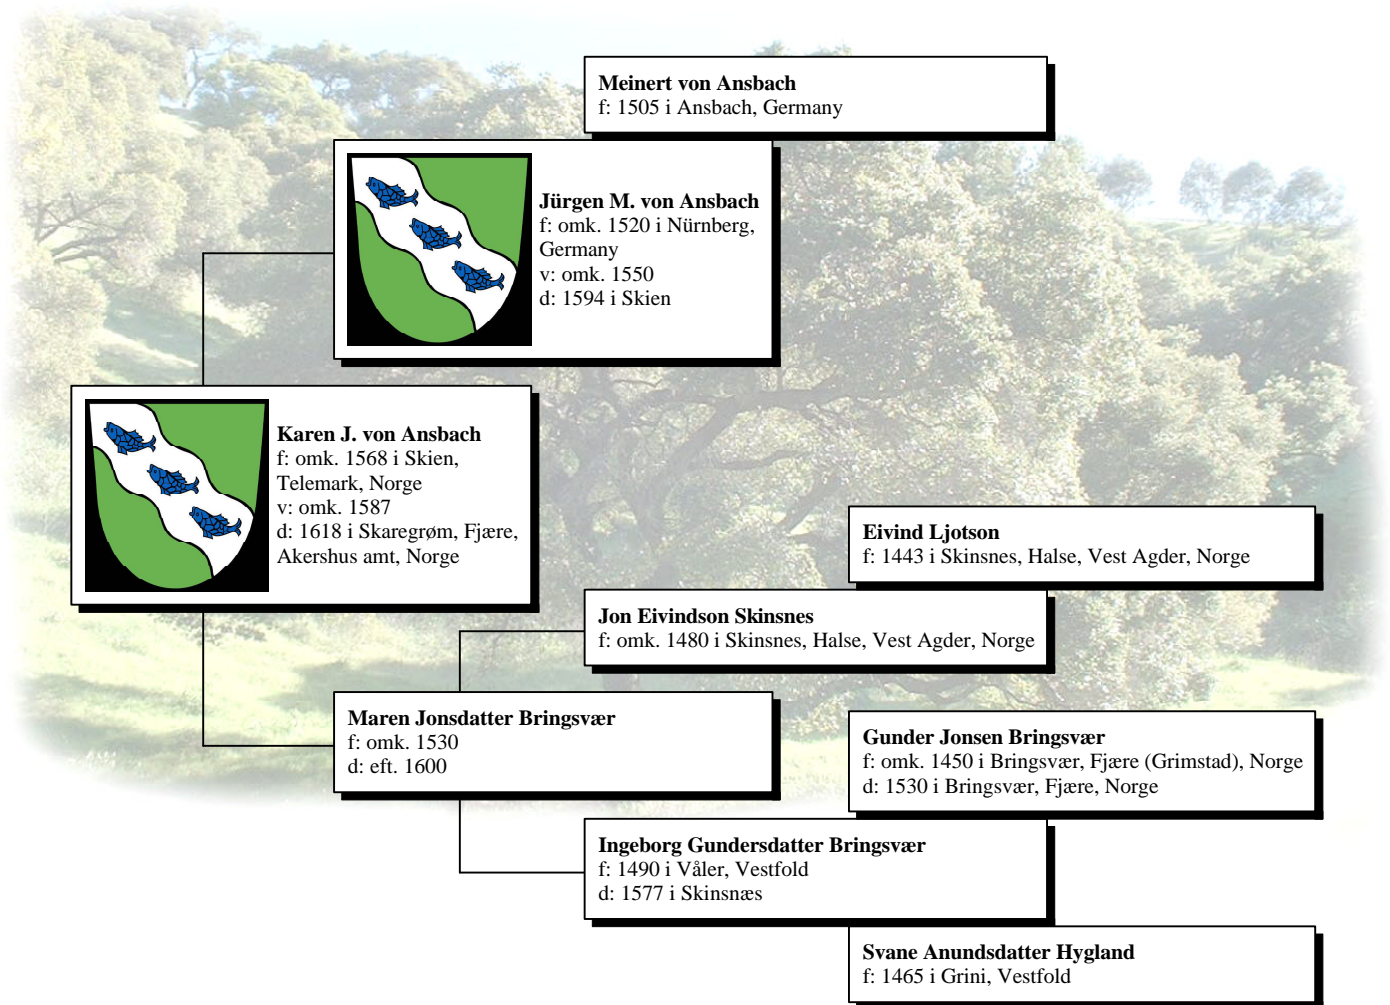 Meinert von Ansbach
f: 1505 i Ansbach, Germany
Jürgen M. von Ansbach
f: omk. 1520 i Nürnberg,
Germany
v: omk. 1550
d: 1594 i Skien
Karen J. von Ansbach
f: omk. 1568 i Skien,
Telemark, Norge
v: omk. 1587
d: 1618 i Skaregrøm, Fjære,
Akershus amt, Norge
Eivind Ljotson
f: 1443 i Skinsnes, Halse, Vest Agder, Norge
Jon Eivindson Skinsnes
f: omk. 1480 i Skinsnes, Halse, Vest Agder, Norge
Maren Jonsdatter Bringsvær
f: omk. 1530
d: eft. 1600
Gunder Jonsen Bringsvær
f: omk. 1450 i Bringsvær, Fjære (Grimstad), Norge
d: 1530 i Bringsvær, Fjære, Norge
Ingeborg Gundersdatter Bringsvær
f: 1490 i Våler, Vestfold
d: 1577 i Skinsnæs
Svane Anundsdatter Hygland
f: 1465 i Grini, Vestfold